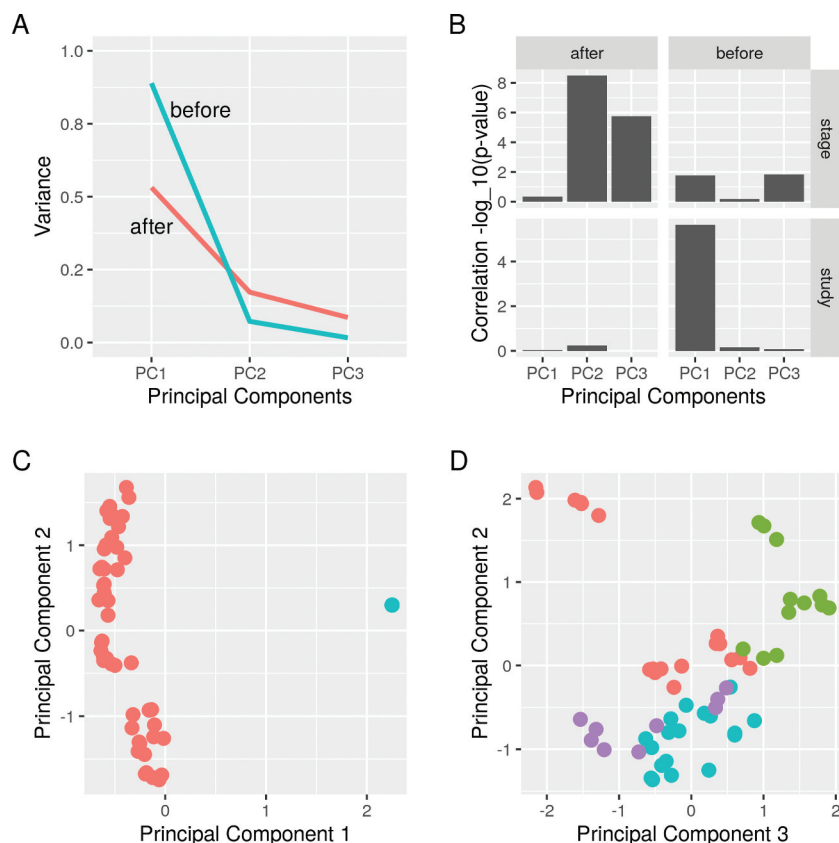 A
1.0
0.8
0.5
0.2
0.0
Variance
before
after
PC1 PC2 PC3
Principal Components
B
after before
8
6
4
2
0
stage
4
2
0
study
Correlation -log_10(p-value)
PC1 PC2 PC3 PC1 PC2 PC3
Principal Components
C
1
0
-1
Principal Component 2
0 1 2
Principal Component 1
D
2
1
0
-1
Principal Component 2
-2 -1 0 1 2
Principal Component 3